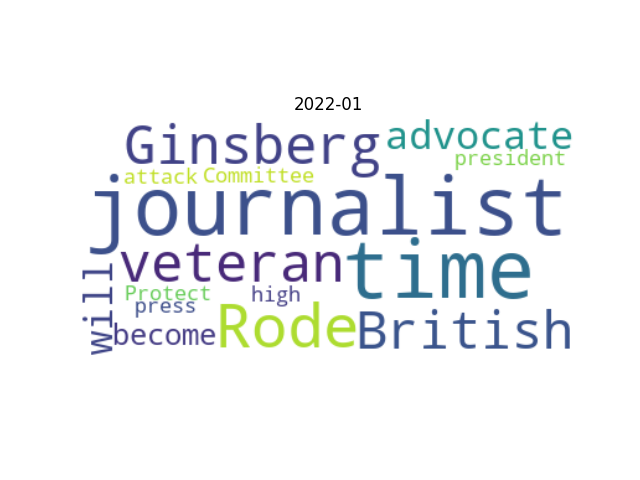 2022-01
Ginsberg advocate
president
attack Committee
journalist
veteran time
will
Protect high
press
become Rode British